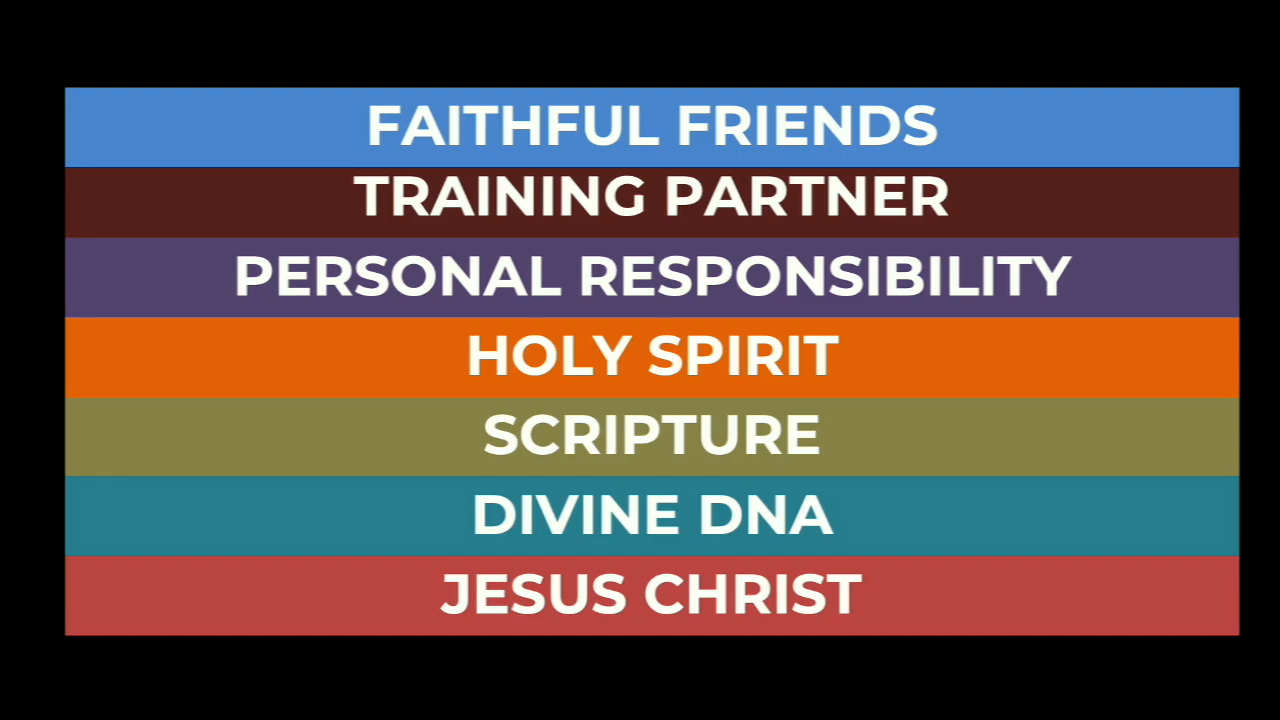 FAITHFUL FRIENDS
TRAINING PARTNER
PERSONAL RESPONSIBILITY
HOLY SPIRIT
SCRIPTURE
DIVINE DNA
JESUS CHRIST